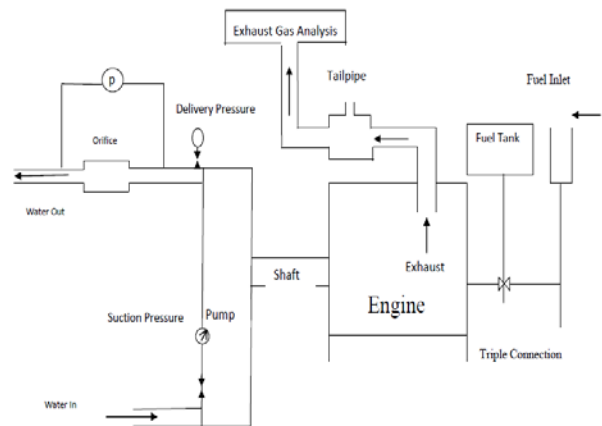 Exhaust Gas Analysis
Tailpipe
Fuel Inlet
p
Delivery Pressure
Orifice
Fuel Tank
Water Out
Exhaust
Shaft
Engine
Suction Pressure
Pump
Triple Connection
Water In